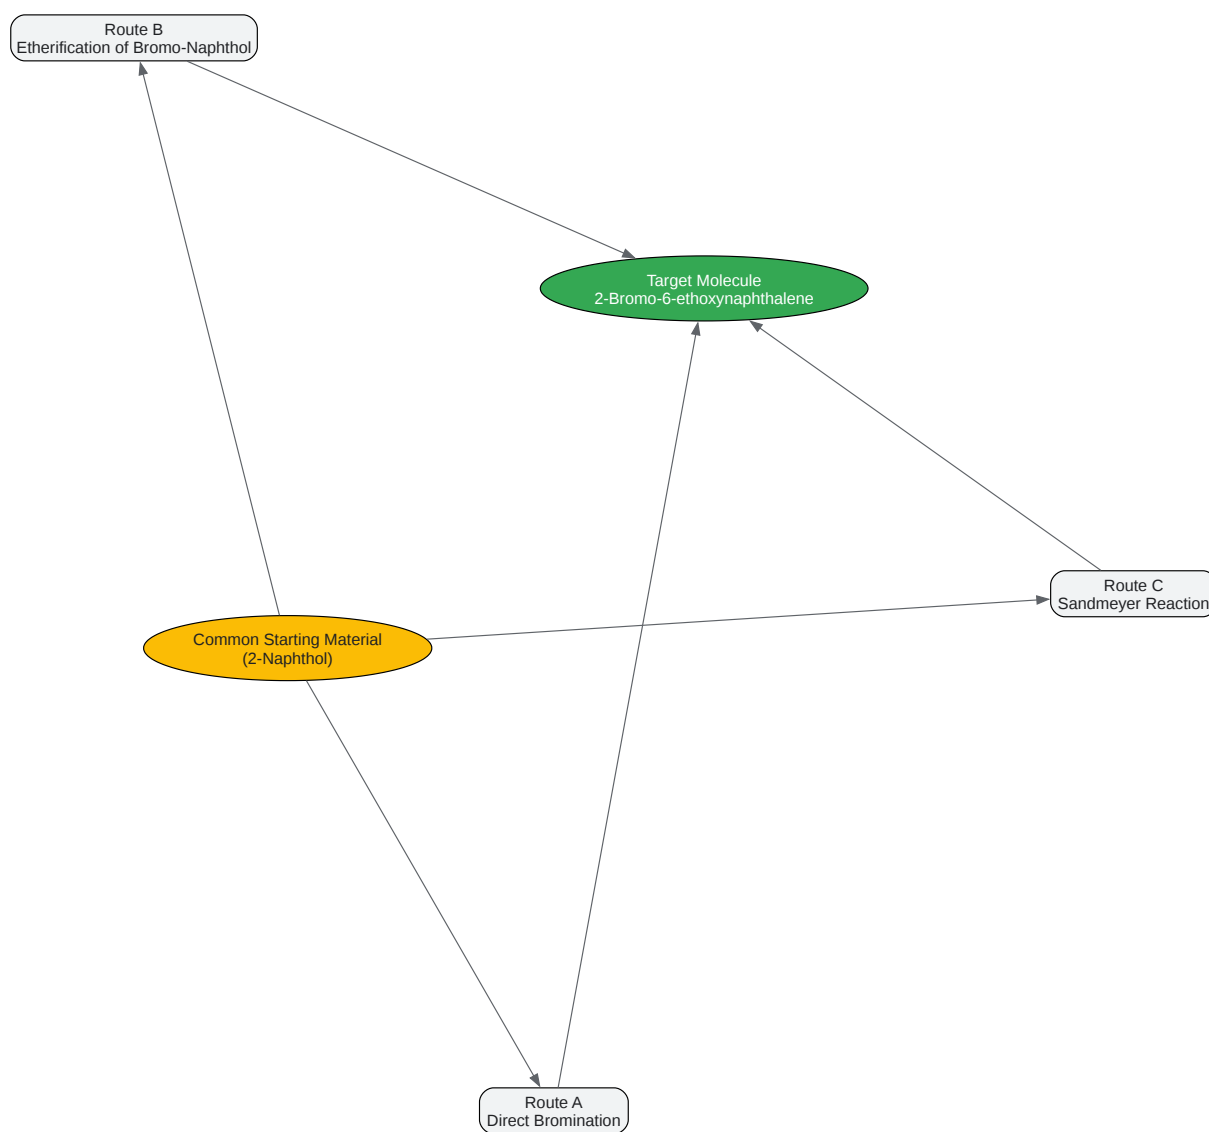 Route B
Etherification of Bromo-Naphthol
Target Molecule
2-Bromo-6-ethoxynaphthalene
Route C
Sandmeyer Reaction
Common Starting Material
(2-Naphthol)
Route A
Direct Bromination